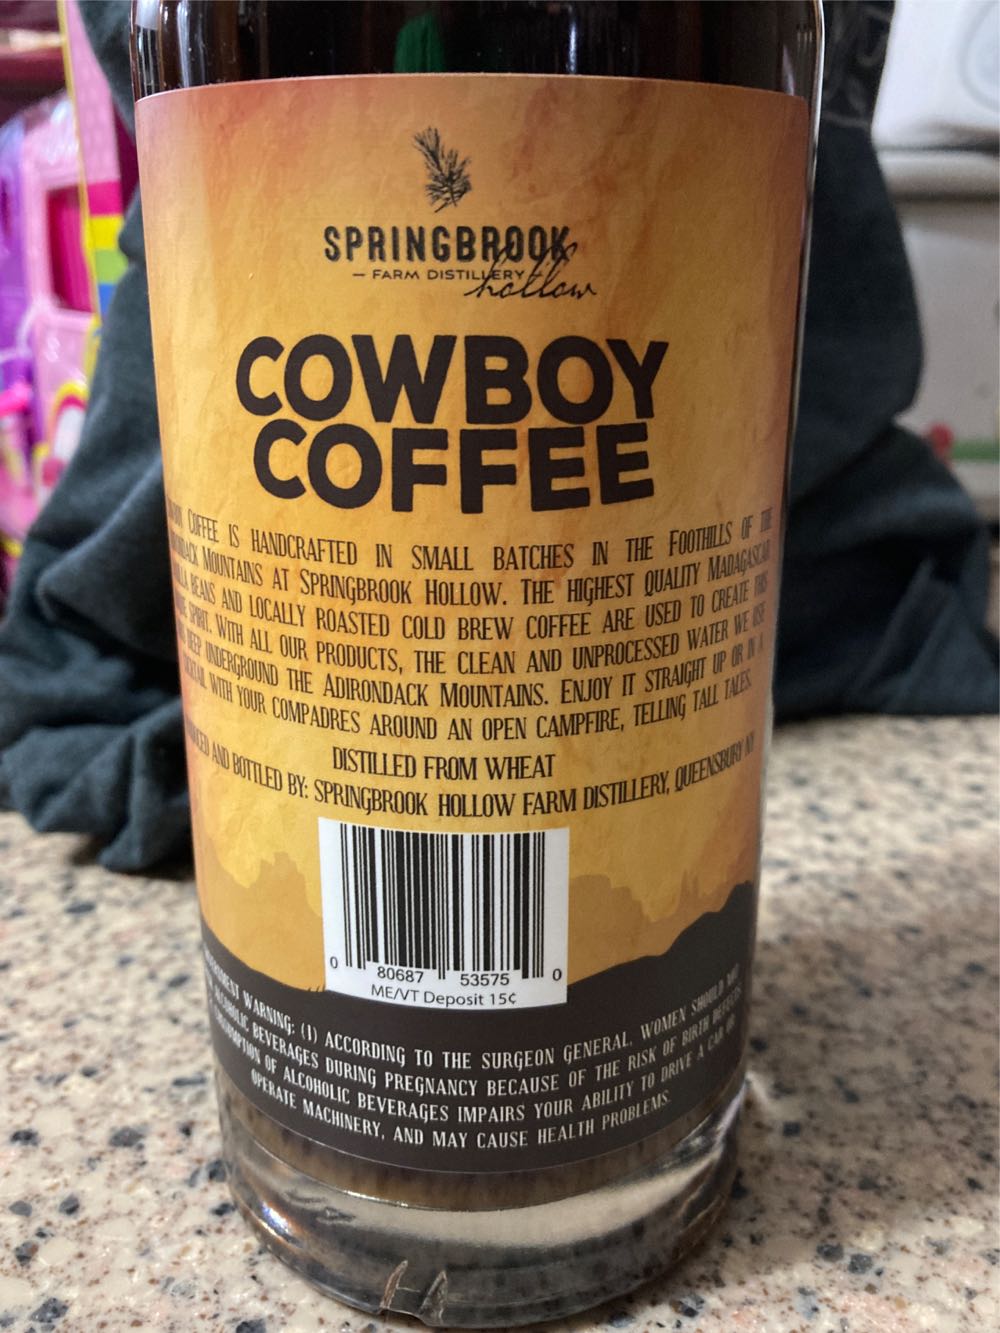 SPRINGBROOK
— FARM DISTILLERY —
hollow
COWBOY
COFFEE
COFFEE IS HANDCRAFTED IN SMALL BATCHES IN THE FOOTHILLS OF THE
MOUNTAINS AT SPRINGBROOK HOLLOW. THE HIGHEST QUALITY MADAGASCAR
BEANS AND LOCALLY ROASTED COLD BREW COFFEE ARE USED TO CREATE THIS
SPIRIT. WITH ALL OUR PRODUCTS, THE CLEAN AND UNPROCESSED WATER WE USE
DEEP UNDERGROUND THE ADIRONDACK MOUNTAINS. ENJOY IT STRAIGHT UP OR IN A
WITH YOUR COMPADRES AROUND AN OPEN CAMPFIRE, TELLING TALL TALES.
DISTILLED FROM WHEAT
AND BOTTLED BY: SPRINGBROOK HOLLOW FARM DISTILLERY, QUEENSBURY NY
0 80687 53575 0
ME/VT Deposit 15¢
WARNING: (1) ACCORDING TO THE SURGEON GENERAL, WOMEN SHOULD NOT
ALCOHOLIC BEVERAGES DURING PREGNANCY BECAUSE OF THE RISK OF BIRTH DEFECTS
OF ALCOHOLIC BEVERAGES IMPAIRS YOUR ABILITY TO DRIVE A CAR OR
OPERATE MACHINERY, AND MAY CAUSE HEALTH PROBLEMS.